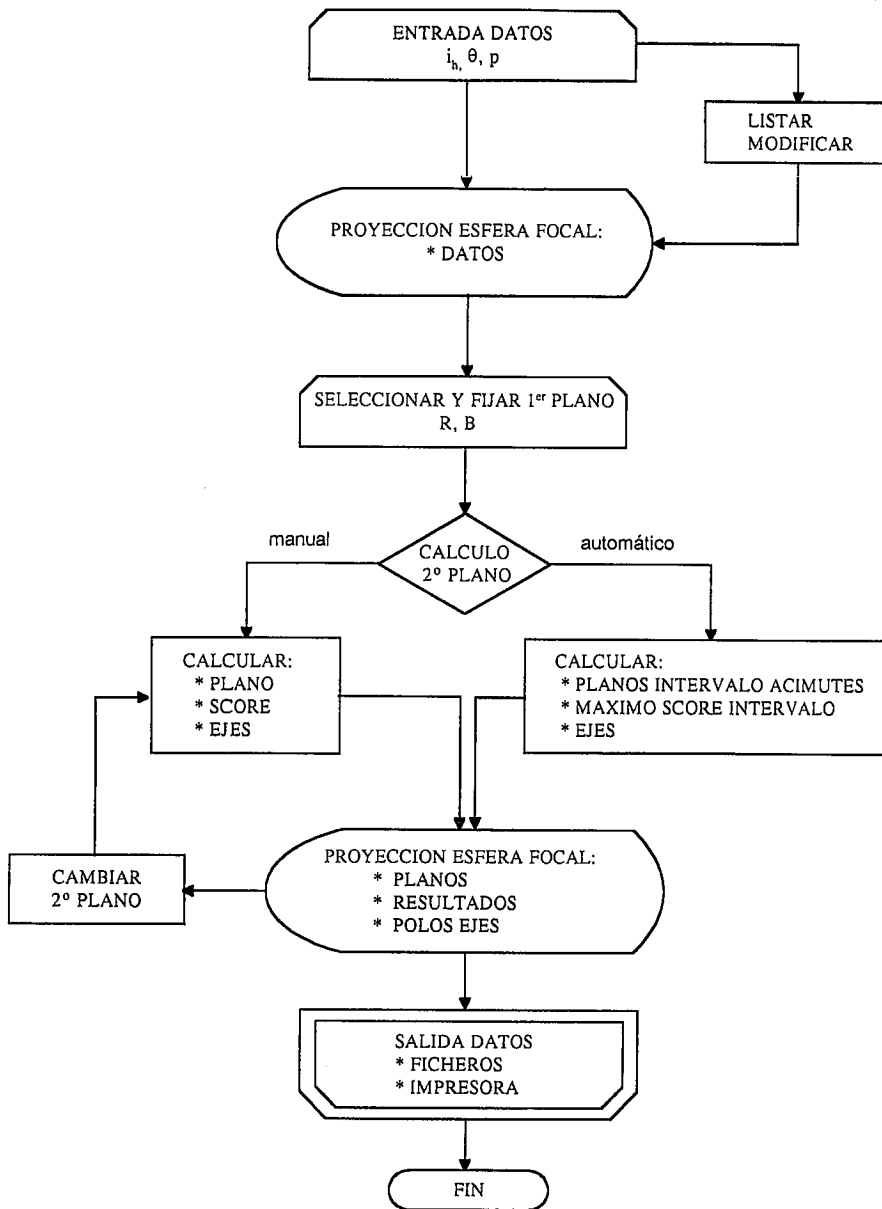 ENTRADA DATOS
i_h, θ, p
LISTAR
MODIFICAR
PROYECCION ESFERA FOCAL:
* DATOS
SELECCIONAR Y FIJAR 1er PLANO
R, B
manual
CALCULO
2º PLANO
automático
CALCULAR:
* PLANO
* SCORE
* EJES
CALCULAR:
* PLANOS INTERVALO ACIMUTES
* MAXIMO SCORE INTERVALO
* EJES
CAMBIAR
2º PLANO
PROYECCION ESFERA FOCAL:
* PLANOS
* RESULTADOS
* POLOS EJES
SALIDA DATOS
* FICHEROS
* IMPRESORA
FIN